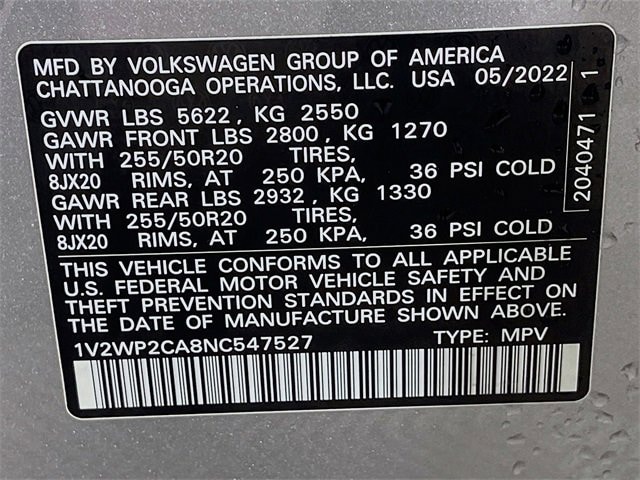 MFD BY VOLKSWAGEN GROUP OF AMERICA
CHATTANOOGA OPERATIONS, LLC. USA 05/2022
GVWR LBS 5622, KG 2550
GAWR FRONT LBS 2800, KG 1270
WITH 255/50R20 TIRES,
8JX20 RIMS, AT 250 KPA, 36 PSI COLD
GAWR REAR LBS 2932, KG 1330
WITH 255/50R20 TIRES,
8JX20 RIMS, AT 250 KPA, 36 PSI COLD
THIS VEHICLE CONFORMS TO ALL APPLICABLE
U.S. FEDERAL MOTOR VEHICLE SAFETY AND
THEFT PREVENTION STANDARDS IN EFFECT ON
THE DATE OF MANUFACTURE SHOWN ABOVE.
1V2WP2CA8NC547527 TYPE: MPV
2040471 1